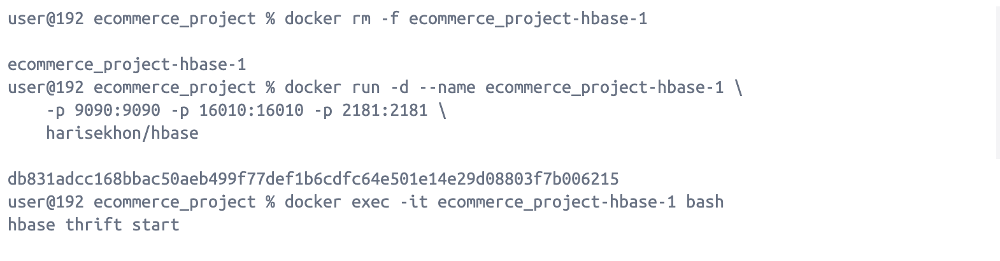 user@192 ecommerce_project % docker rm -f ecommerce_project-hbase-1
ecommerce_project-hbase-1
user@192 ecommerce_project % docker run -d --name ecommerce_project-hbase-1 \
-p 9090:9090 -p 16010:16010 -p 2181:2181 \
harisekhon/hbase
db831adcc168bbac50aeb499f77def1b6cdfc64e501e14e29d08803f7b006215
user@192 ecommerce_project % docker exec -it ecommerce_project-hbase-1 bash
hbase thrift start